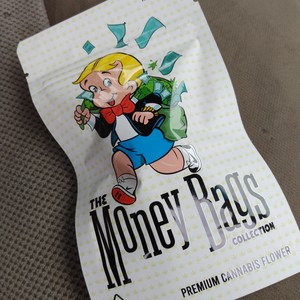 THE
Money Bags
COLLECTION
PREMIUM CANNABIS FLOWER